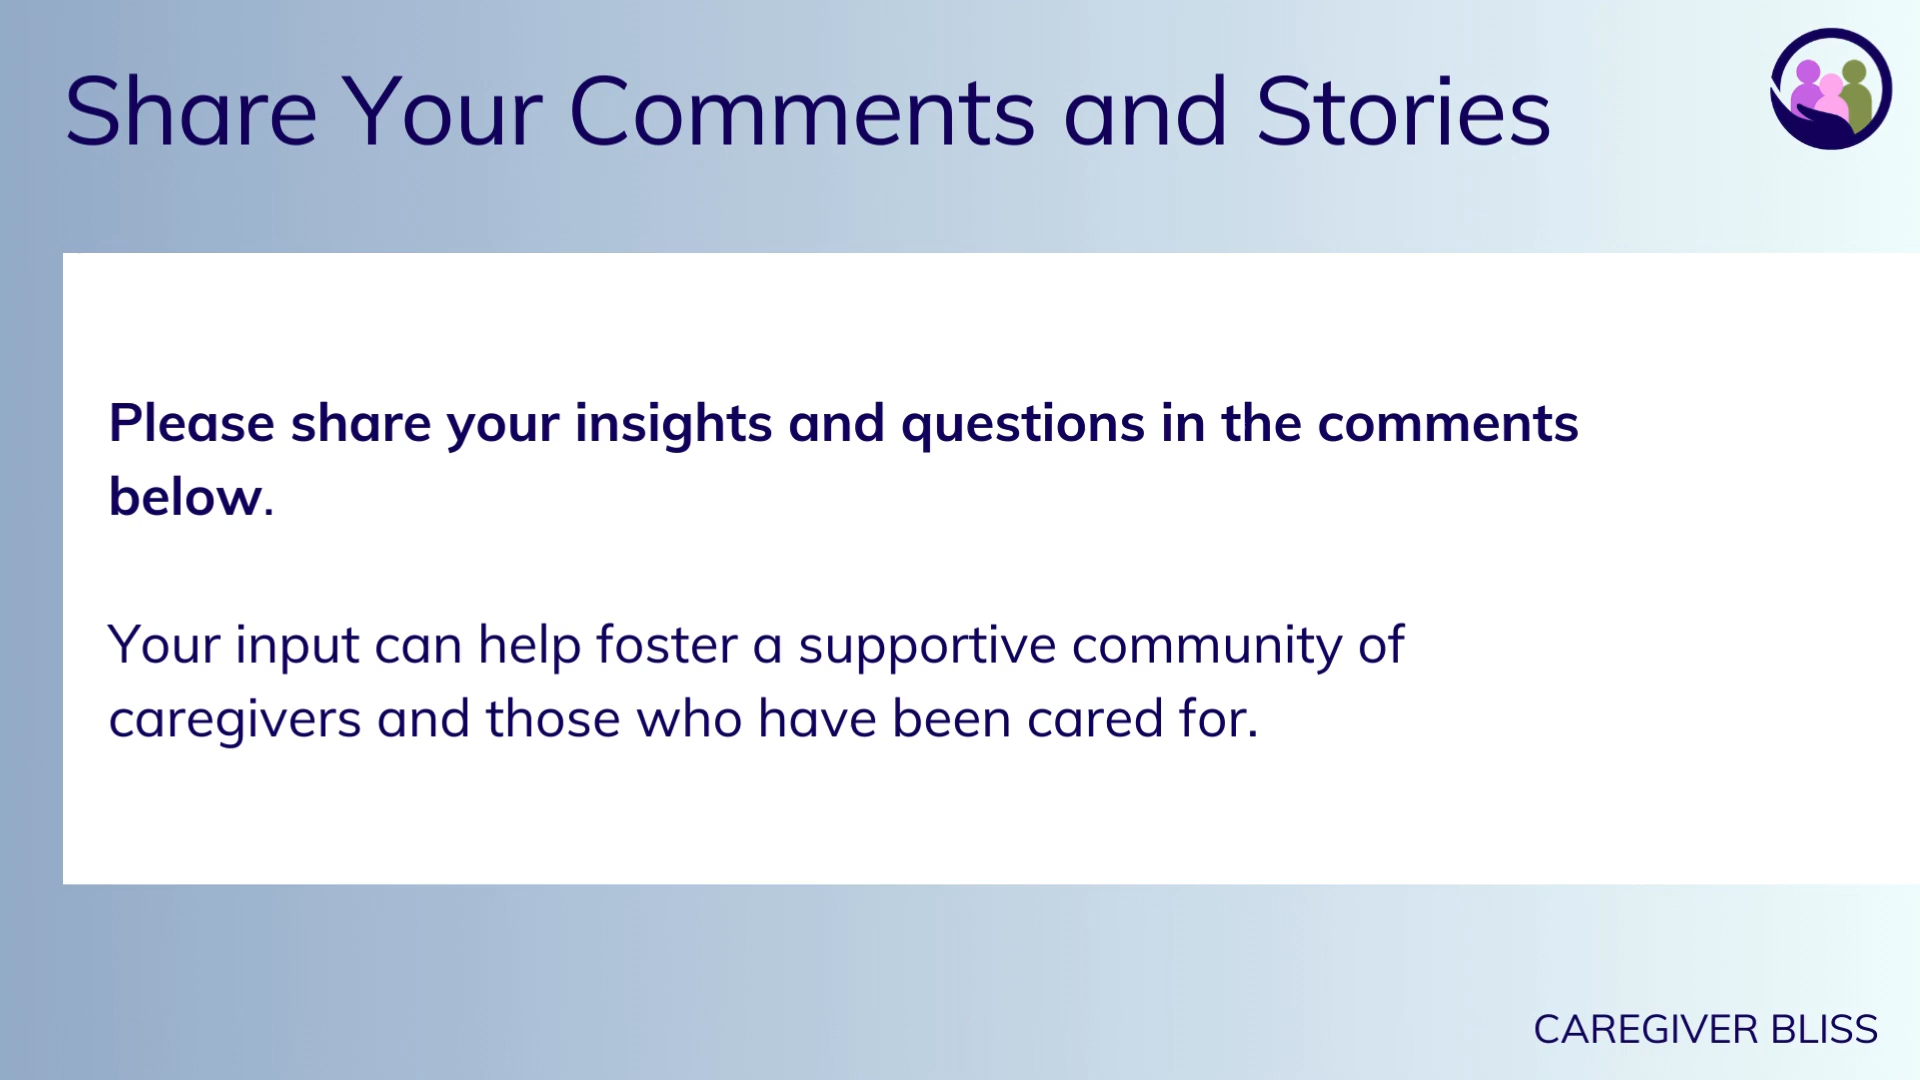 Share Your Comments and Stories
Please share your insights and questions in the comments
below.
Your input can help foster a supportive community of
caregivers and those who have been cared for.
CAREGIVER BLISS